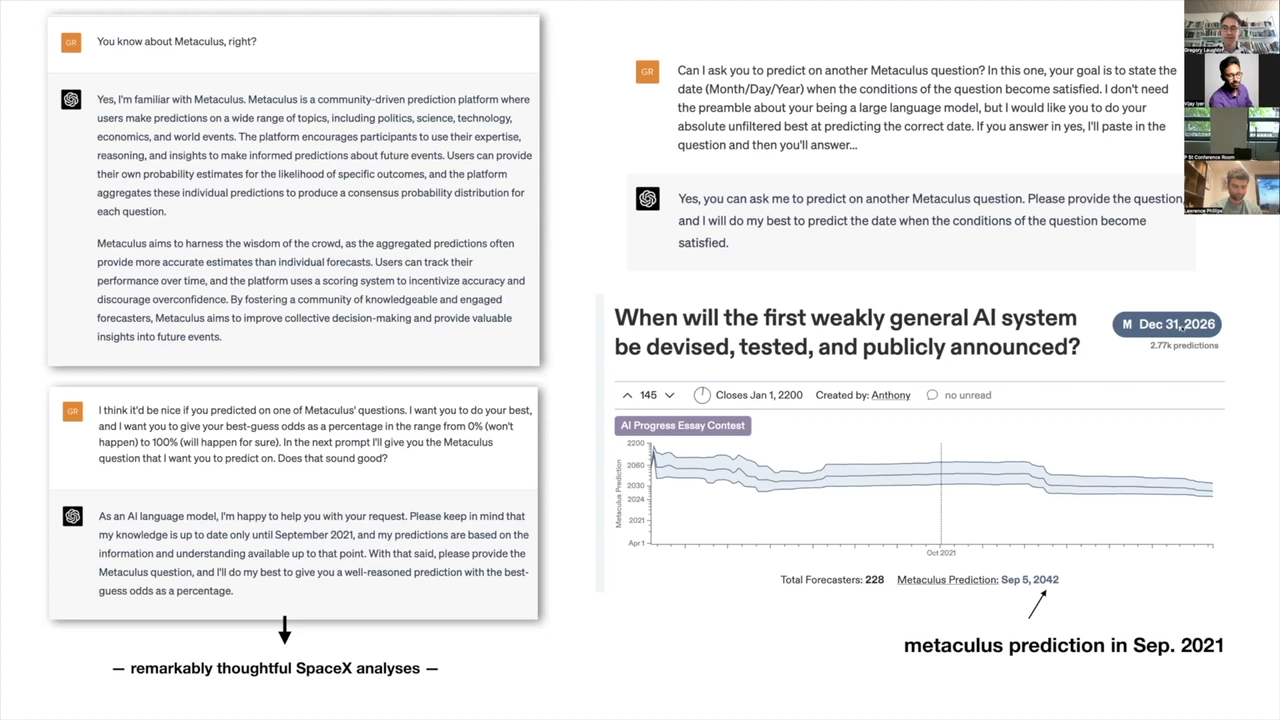 GR
You know about Metaculus, right?
Yes, I'm familiar with Metaculus. Metaculus is a community-driven prediction platform where
users make predictions on a wide range of topics, including politics, science, technology,
economics, and world events. The platform encourages participants to use their expertise,
reasoning, and insights to make informed predictions about future events. Users can provide
their own probability estimates for the likelihood of specific outcomes, and the platform
aggregates these individual predictions to produce a consensus probability distribution for
each question.
Metaculus aims to harness the wisdom of the crowd, as the aggregated predictions often
provide more accurate estimates than individual forecasts. Users can track their
performance over time, and the platform uses a scoring system to incentivize accuracy and
discourage overconfidence. By fostering a community of knowledgeable and engaged
forecasters, Metaculus aims to improve collective decision-making and provide valuable
insights into future events.
GR
I think it'd be nice if you predicted on one of Metaculus' questions. I want you to do your best,
and I want you to give your best-guess odds as a percentage in the range from 0% (won't
happen) to 100% (will happen for sure). In the next prompt I'll give you the Metaculus
question that I want you to predict on. Does that sound good?
As an AI language model, I'm happy to help you with your request. Please keep in mind that
my knowledge is up to date only until September 2021, and my predictions are based on the
information and understanding available up to that point. With that said, please provide the
Metaculus question, and I'll do my best to give you a well-reasoned prediction with the best-
guess odds as a percentage.
— remarkably thoughtful SpaceX analyses —
GR
Can I ask you to predict on another Metaculus question? In this one, your goal is to state the
date (Month/Day/Year) when the conditions of the question become satisfied. I don't need
the preamble about your being a large language model, but I would like you to do your
absolute unfiltered best at predicting the correct date. If you answer in yes, I'll paste in the
question and then you'll answer...
Yes, you can ask me to predict on another Metaculus question. Please provide the question,
and I will do my best to predict the date when the conditions of the question become
satisfied.
When will the first weakly general AI system
be devised, tested, and publicly announced?
M Dec 31, 2026
2.77k predictions
145 Closes Jan 1, 2200 Created by: Anthony no unread
AI Progress Essay Contest
Metaculus Prediction
2200
2060
2030
2024
2021
Apr 1
Oct 2021
Total Forecasters: 228 Metaculus Prediction: Sep 5, 2042
metaculus prediction in Sep. 2021
Gregory Laughlin
Vijay Iyer
P St Conference Room
Lawrence Phillips